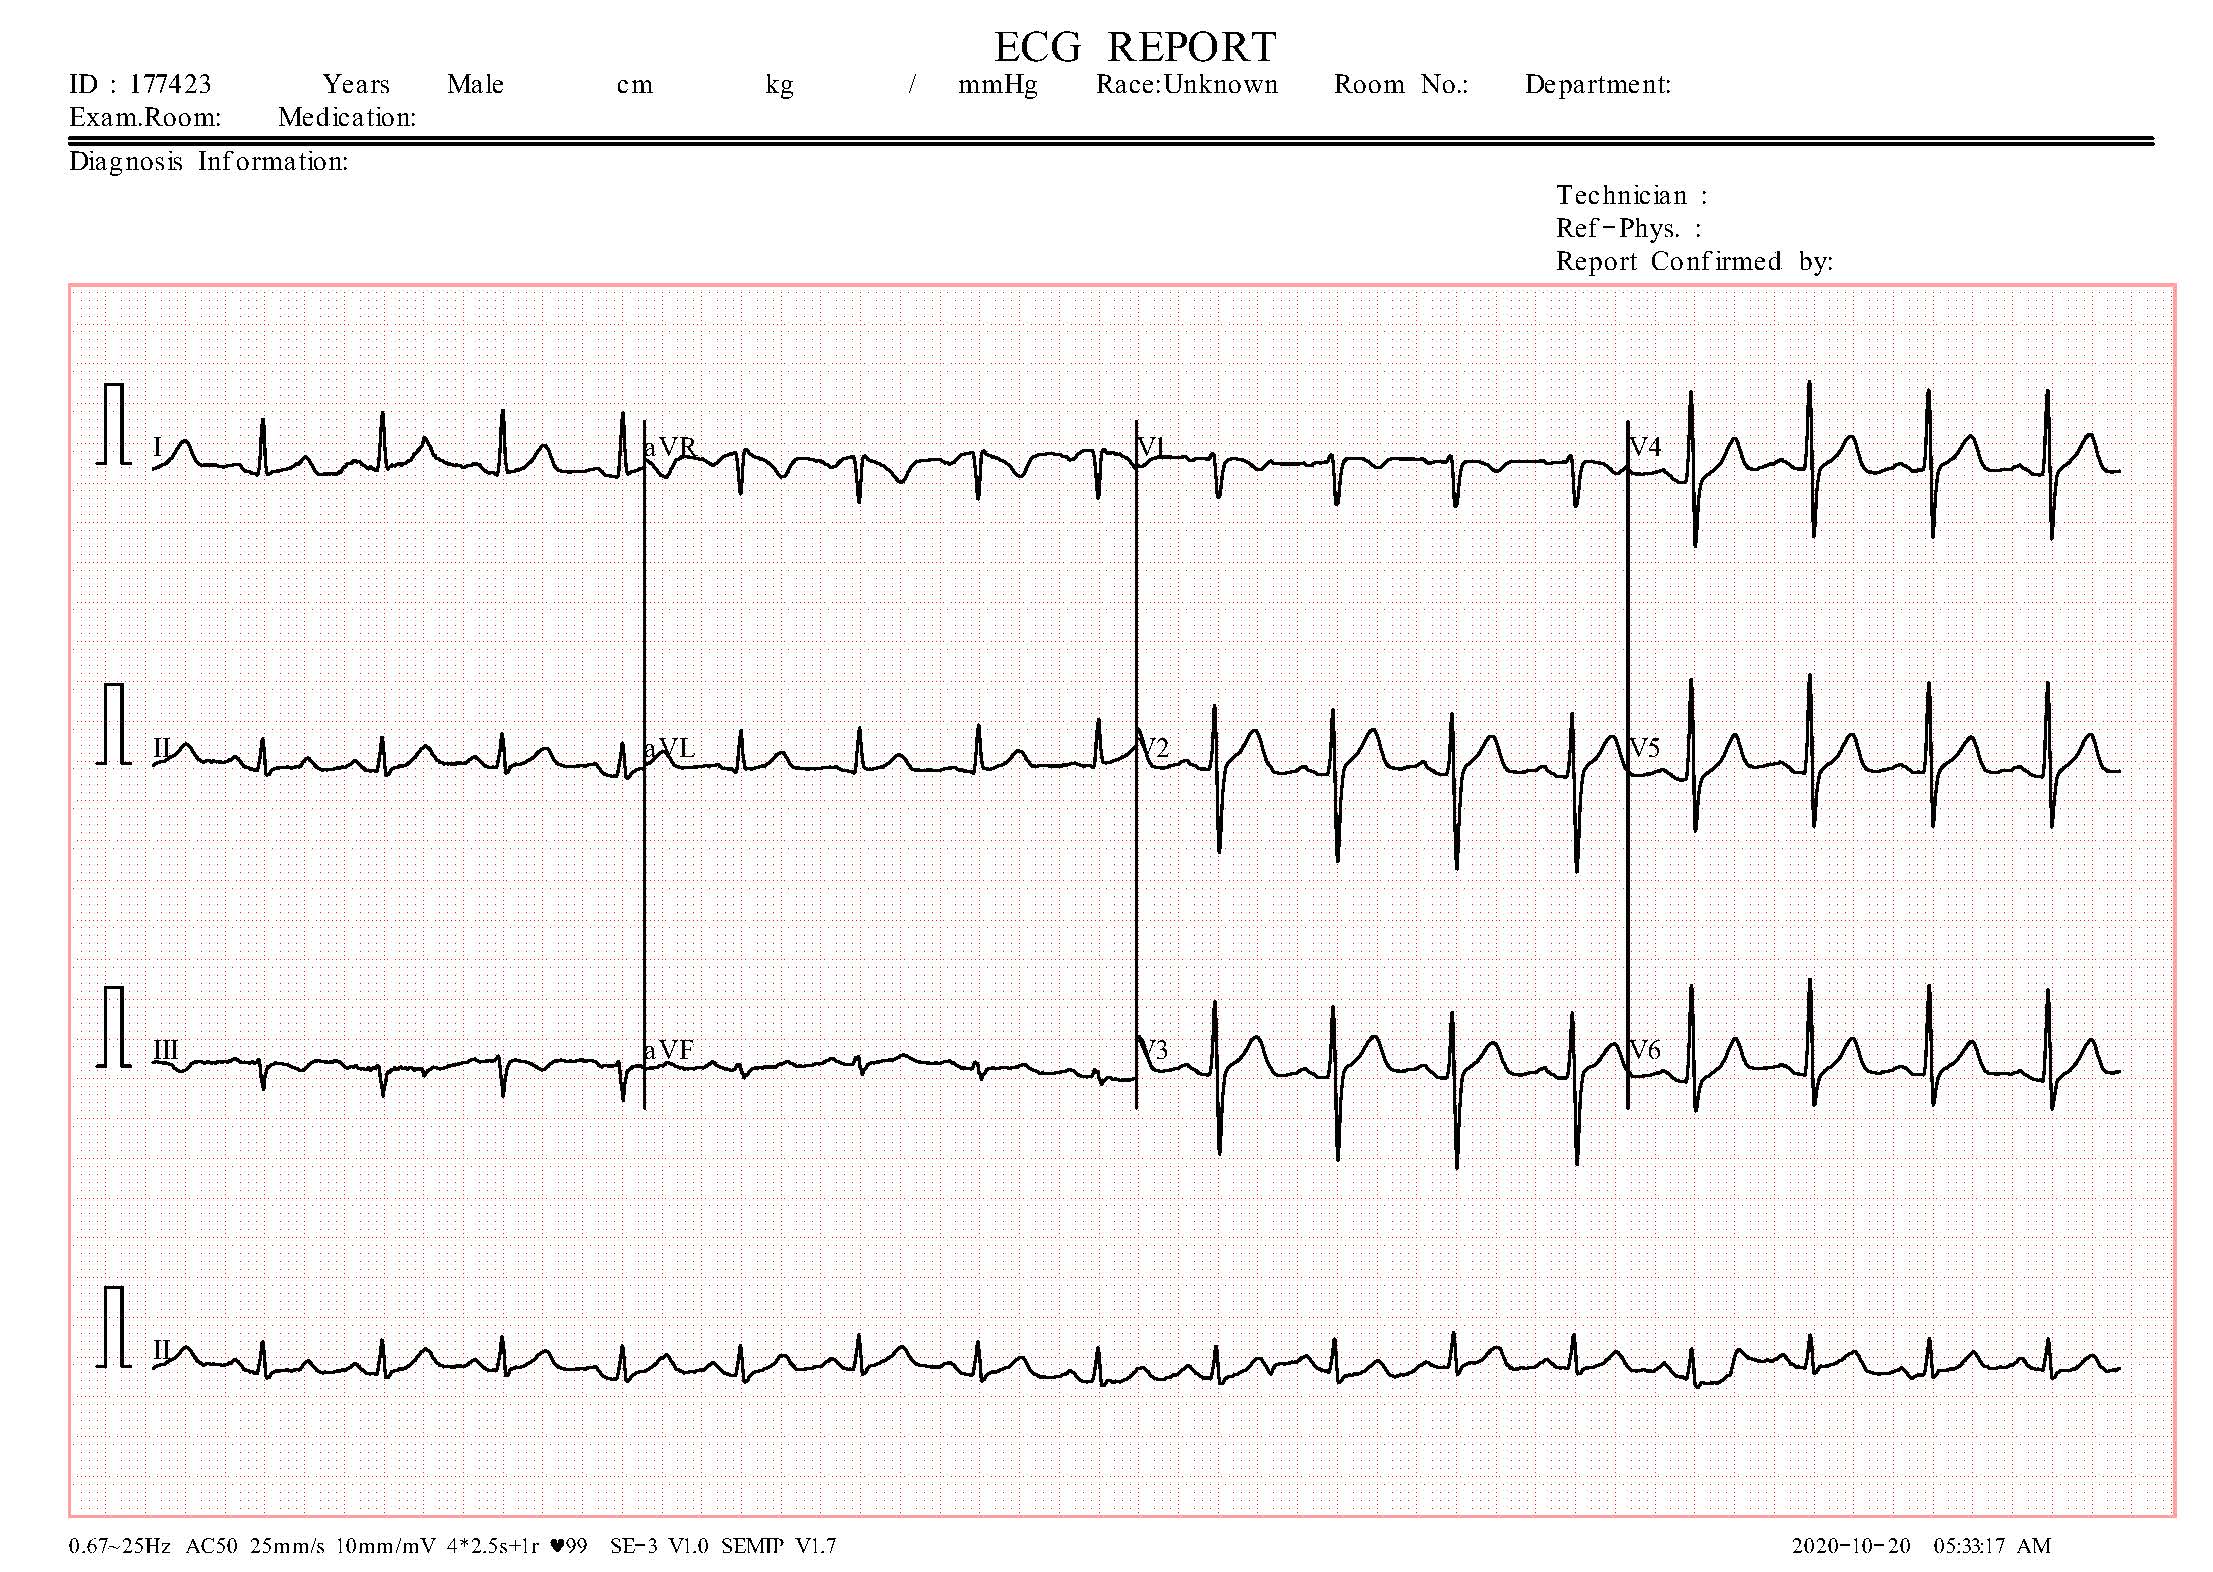 ECG REPORT
ID : 177423 Years Male cm kg / mmHg Race:Unknown Room No.: Department:
Exam.Room: Medication:
Diagnosis Information:
Technician :
Ref-Phys. :
Report Confirmed by:
I aVR V1 V4
II aVL V2 V5
III aVF V3 V6
II
0.67~25Hz AC50 25mm/s 10mm/mV 4*2.5s+1r ♥99 SE-3 V1.0 SEMIP V1.7 2020-10-20 05:33:17 AM